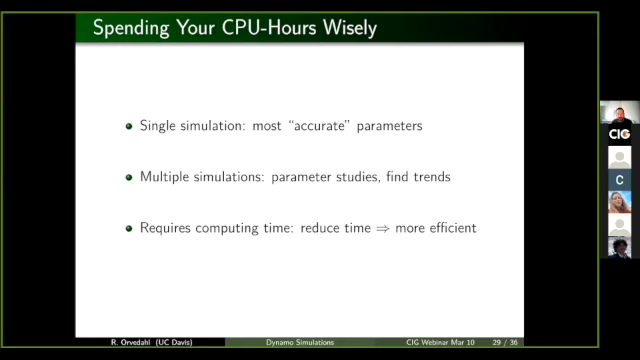 Spending Your CPU-Hours Wisely
Single simulation: most “accurate” parameters
Multiple simulations: parameter studies, find trends
Requires computing time: reduce time ⇒ more efficient
R. Orvedahl (UC Davis) Dynamo Simulations CIG Webinar Mar 10 29 / 36
CIG
C